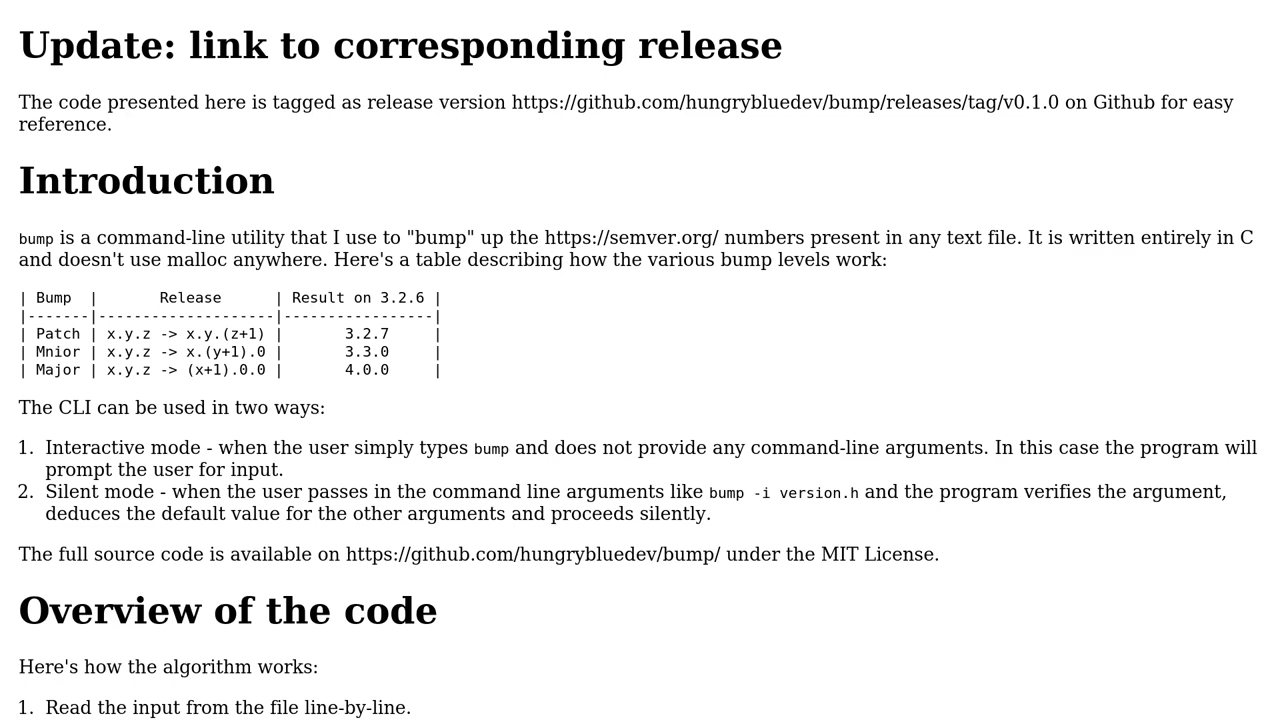 Update: link to corresponding release
The code presented here is tagged as release version https://github.com/hungrybluedev/bump/releases/tag/v0.1.0 on Github for easy
reference.
Introduction
bump is a command-line utility that I use to "bump" up the https://semver.org/ numbers present in any text file. It is written entirely in C
and doesn't use malloc anywhere. Here's a table describing how the various bump levels work:
| Bump  |       Release      | Result on 3.2.6 |
|-------|--------------------|-----------------|
| Patch | x.y.z -> x.y.(z+1) |       3.2.7     |
| Mnior | x.y.z -> x.(y+1).0 |       3.3.0     |
| Major | x.y.z -> (x+1).0.0 |       4.0.0     |
The CLI can be used in two ways:
1. Interactive mode - when the user simply types bump and does not provide any command-line arguments. In this case the program will
prompt the user for input.
2. Silent mode - when the user passes in the command line arguments like bump -i version.h and the program verifies the argument,
deduces the default value for the other arguments and proceeds silently.
The full source code is available on https://github.com/hungrybluedev/bump/ under the MIT License.
Overview of the code
Here's how the algorithm works:
1. Read the input from the file line-by-line.